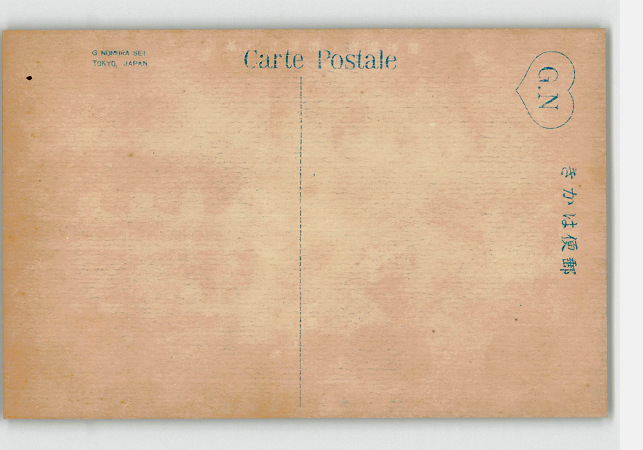 G. NOMURA SEI
TOKYO, JAPAN
Carte Postale
G.N
きかは便郵